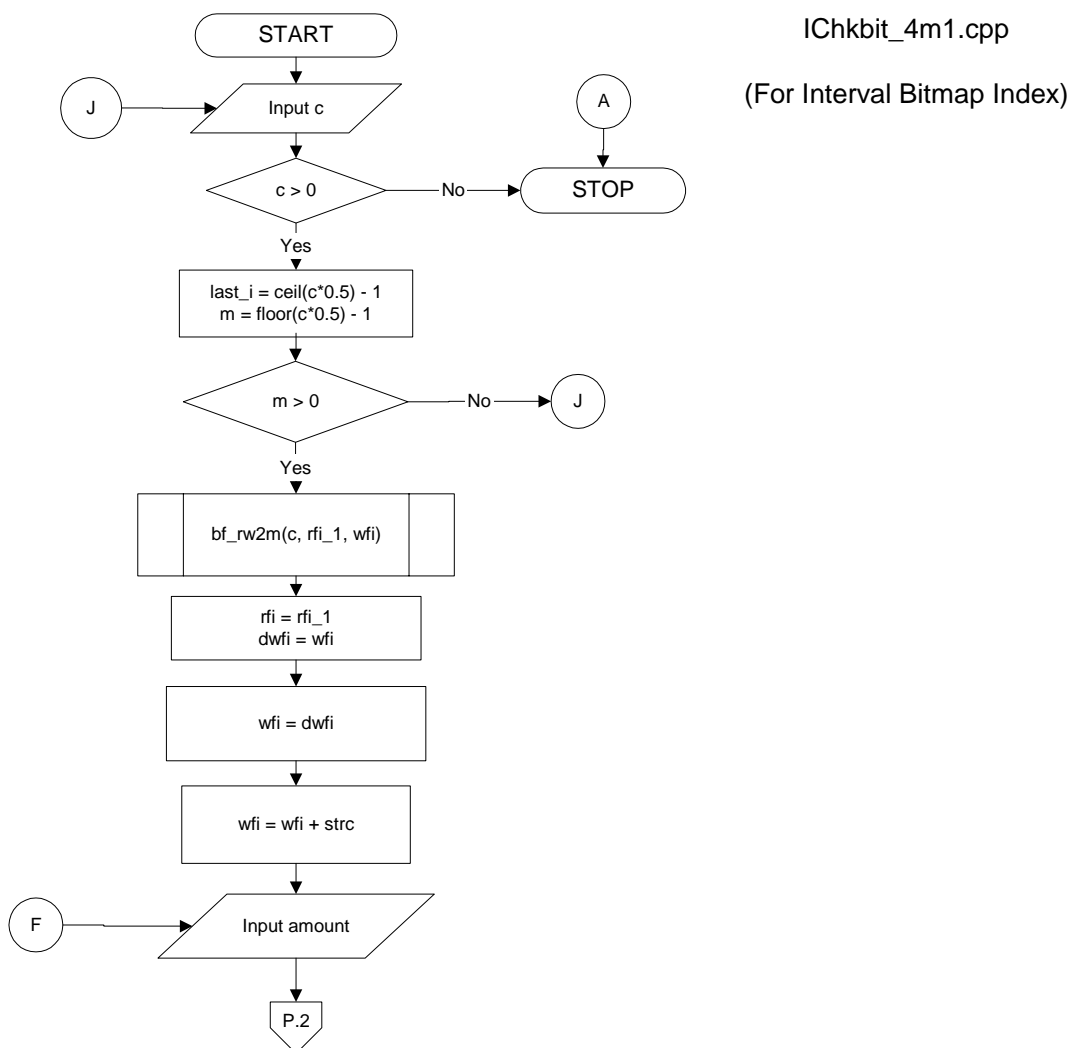 IChkbit_4m1.cpp
(For Interval Bitmap Index)
START
J
Input c
A
c > 0
No
STOP
Yes
last_i = ceil(c*0.5) - 1
m = floor(c*0.5) - 1
m > 0
No
J
Yes
bf_rw2m(c, rfi_1, wfi)
rfi = rfi_1
dwfi = wfi
wfi = dwfi
wfi = wfi + strc
F
Input amount
P.2